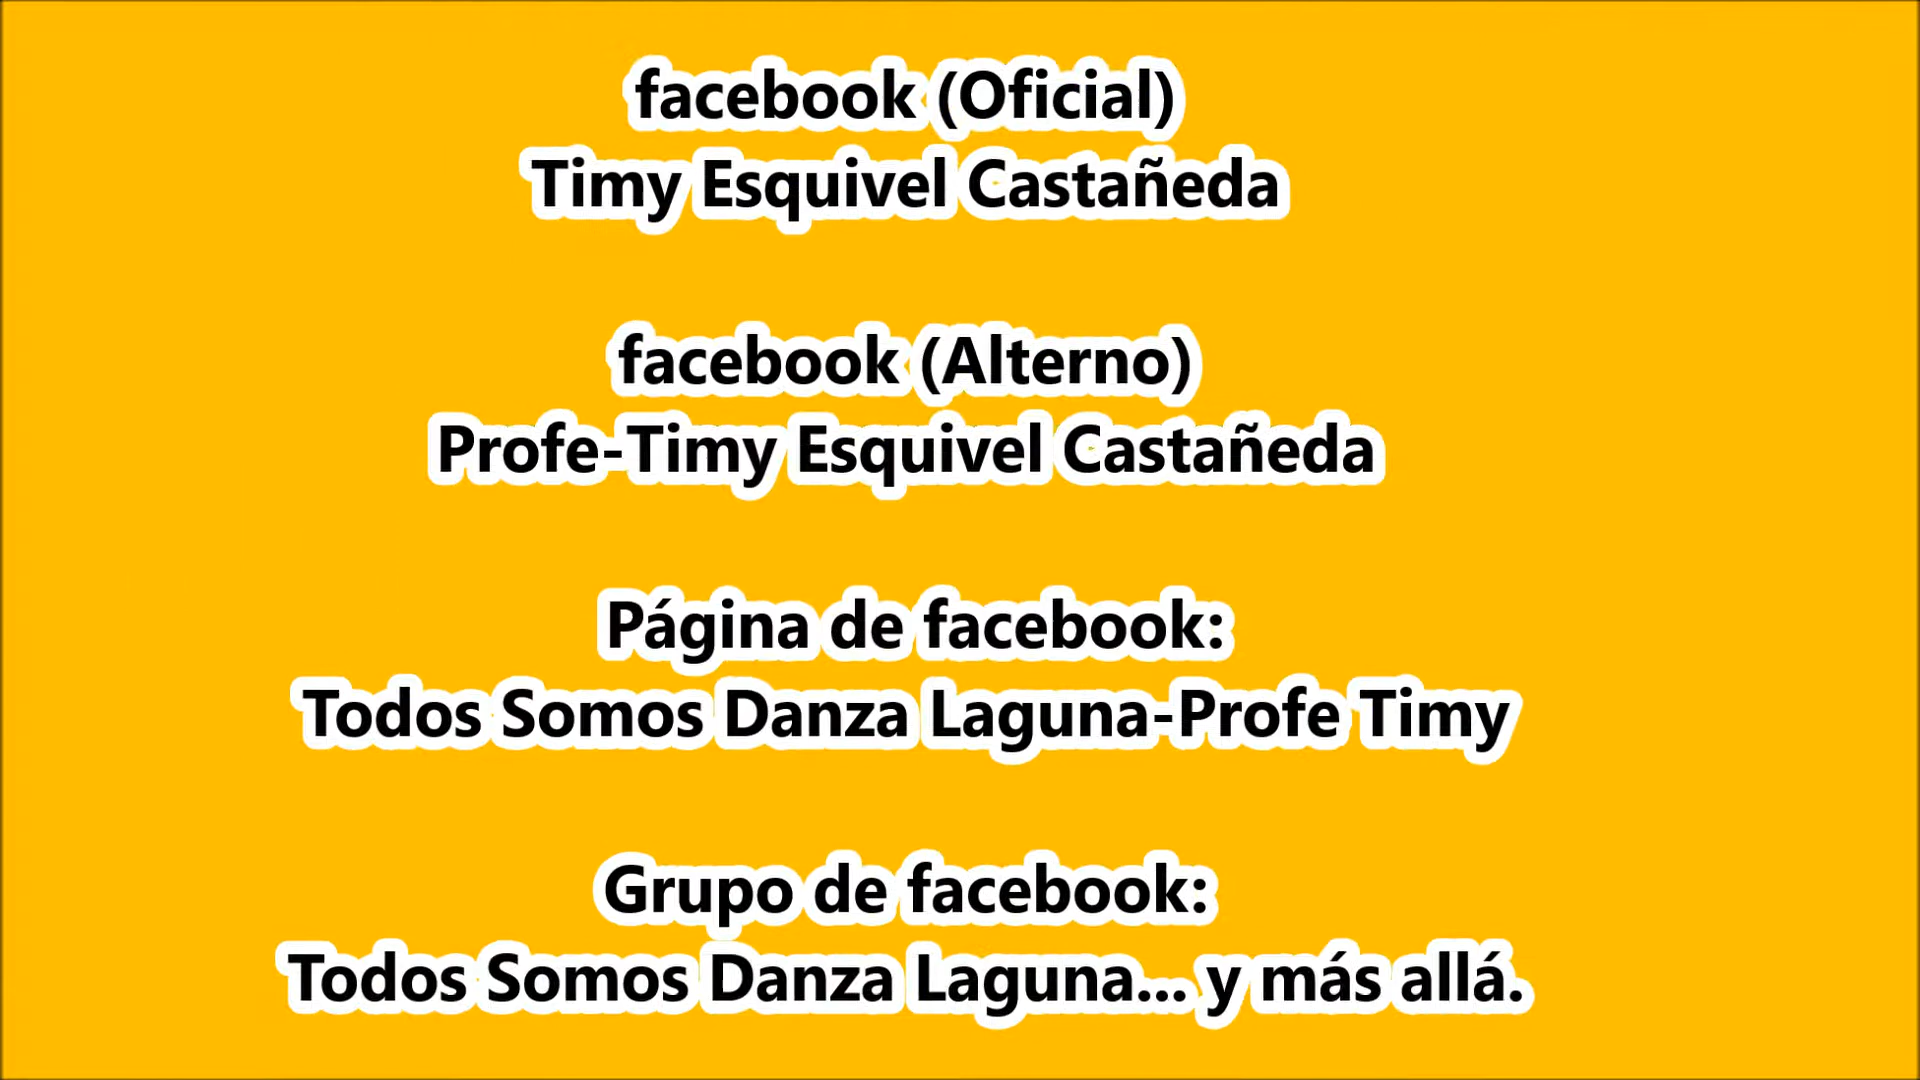 facebook (Oficial)
Timy Esquivel Castañeda
facebook (Alterno)
Profe-Timy Esquivel Castañeda
Página de facebook:
Todos Somos Danza Laguna-Profe Timy
Grupo de facebook:
Todos Somos Danza Laguna... y más allá.